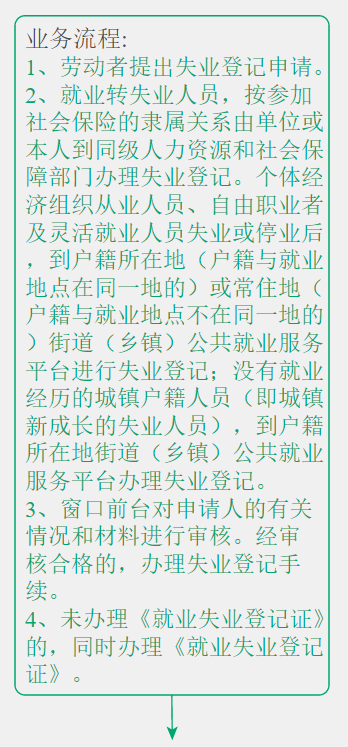 业务流程:
1、劳动者提出失业登记申请。
2、就业转失业人员，按参加
社会保险的隶属关系由单位或
本人到同级人力资源和社会保
障部门办理失业登记。个体经
济组织从业人员、自由职业者
及灵活就业人员失业或停业后
，到户籍所在地（户籍与就业
地点在同一地的）或常住地（
户籍与就业地点不在同一地的
）街道（乡镇）公共就业服务
平台进行失业登记；没有就业
经历的城镇户籍人员（即城镇
新成长的失业人员），到户籍
所在地街道（乡镇）公共就业
服务平台办理失业登记。
3、窗口前台对申请人的有关
情况和材料进行审核。经审
核合格的，办理失业登记手
续。
4、未办理《就业失业登记证》
的，同时办理《就业失业登记
证》。